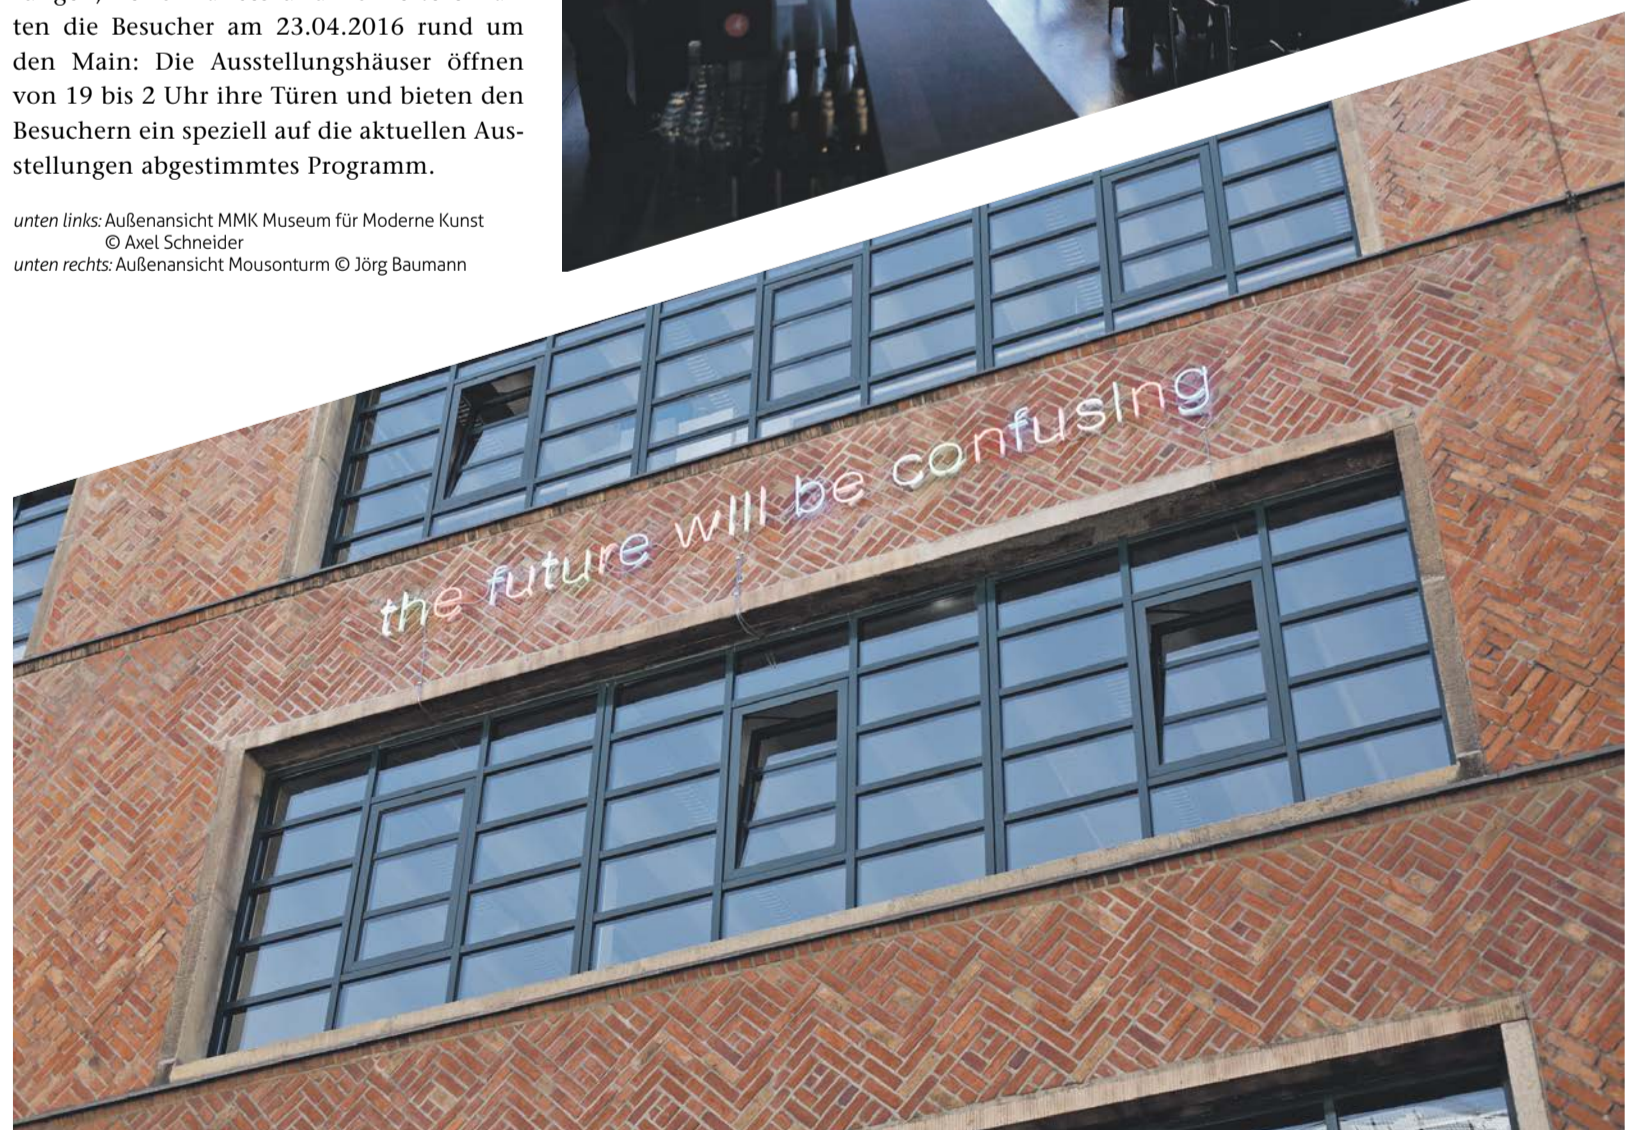 ten die Besucher am 23.04.2016 rund um
den Main: Die Ausstellungshäuser öffnen
von 19 bis 2 Uhr ihre Türen und bieten den
Besuchern ein speziell auf die aktuellen Aus-
stellungen abgestimmtes Programm.
unten links: Außenansicht MMK Museum für Moderne Kunst
© Axel Schneider
unten rechts: Außenansicht Mousonturm © Jörg Baumann
the future wIll be confusIng